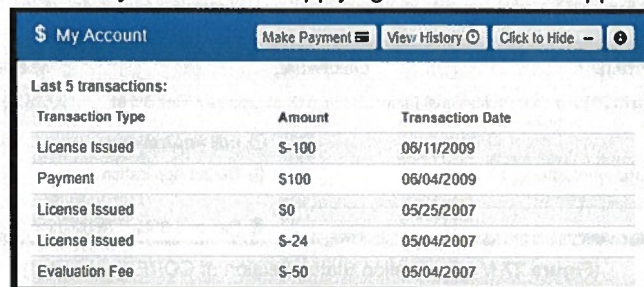 $ My Account Make Payment View History Click to Hide
Last 5 transactions:
Transaction Type Amount Transaction Date
License Issued $-100 06/11/2009
Payment $100 06/04/2009
License Issued $0 05/25/2007
License Issued $-24 05/04/2007
Evaluation Fee $-50 05/04/2007